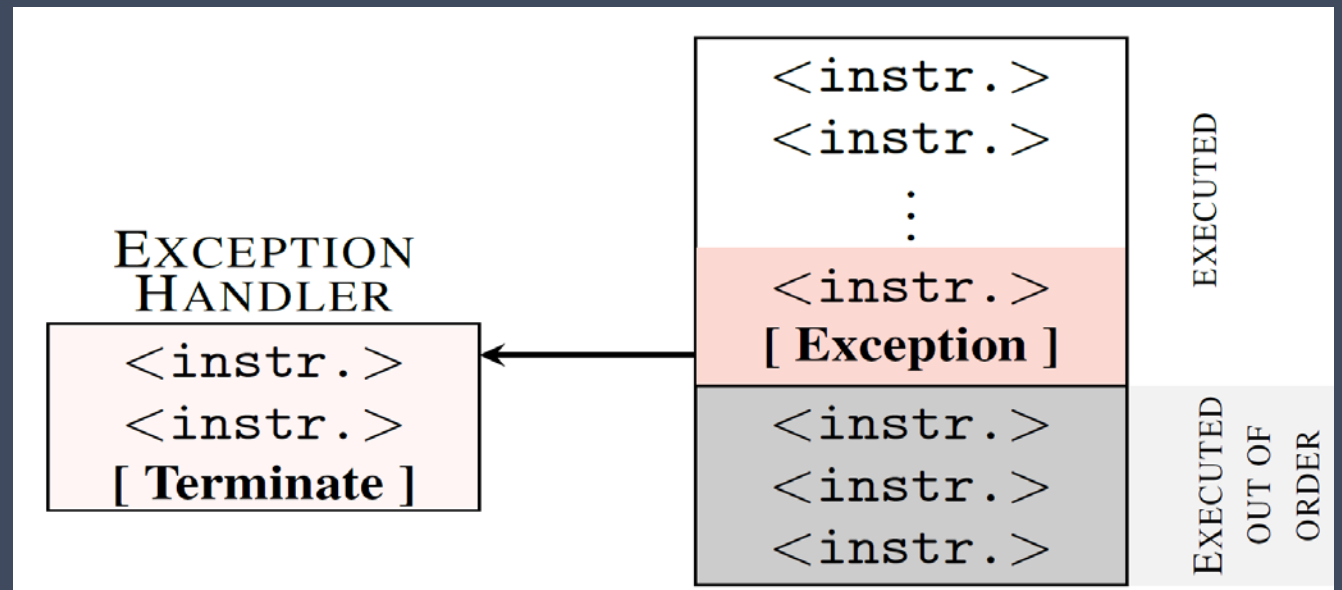 EXCEPTION
HANDLER
<instr.>
<instr.>
[ Terminate ]
<instr.>
<instr.>
⋮
<instr.>
[ Exception ]
<instr.>
<instr.>
<instr.>
EXECUTED
EXECUTED
OUT OF
ORDER